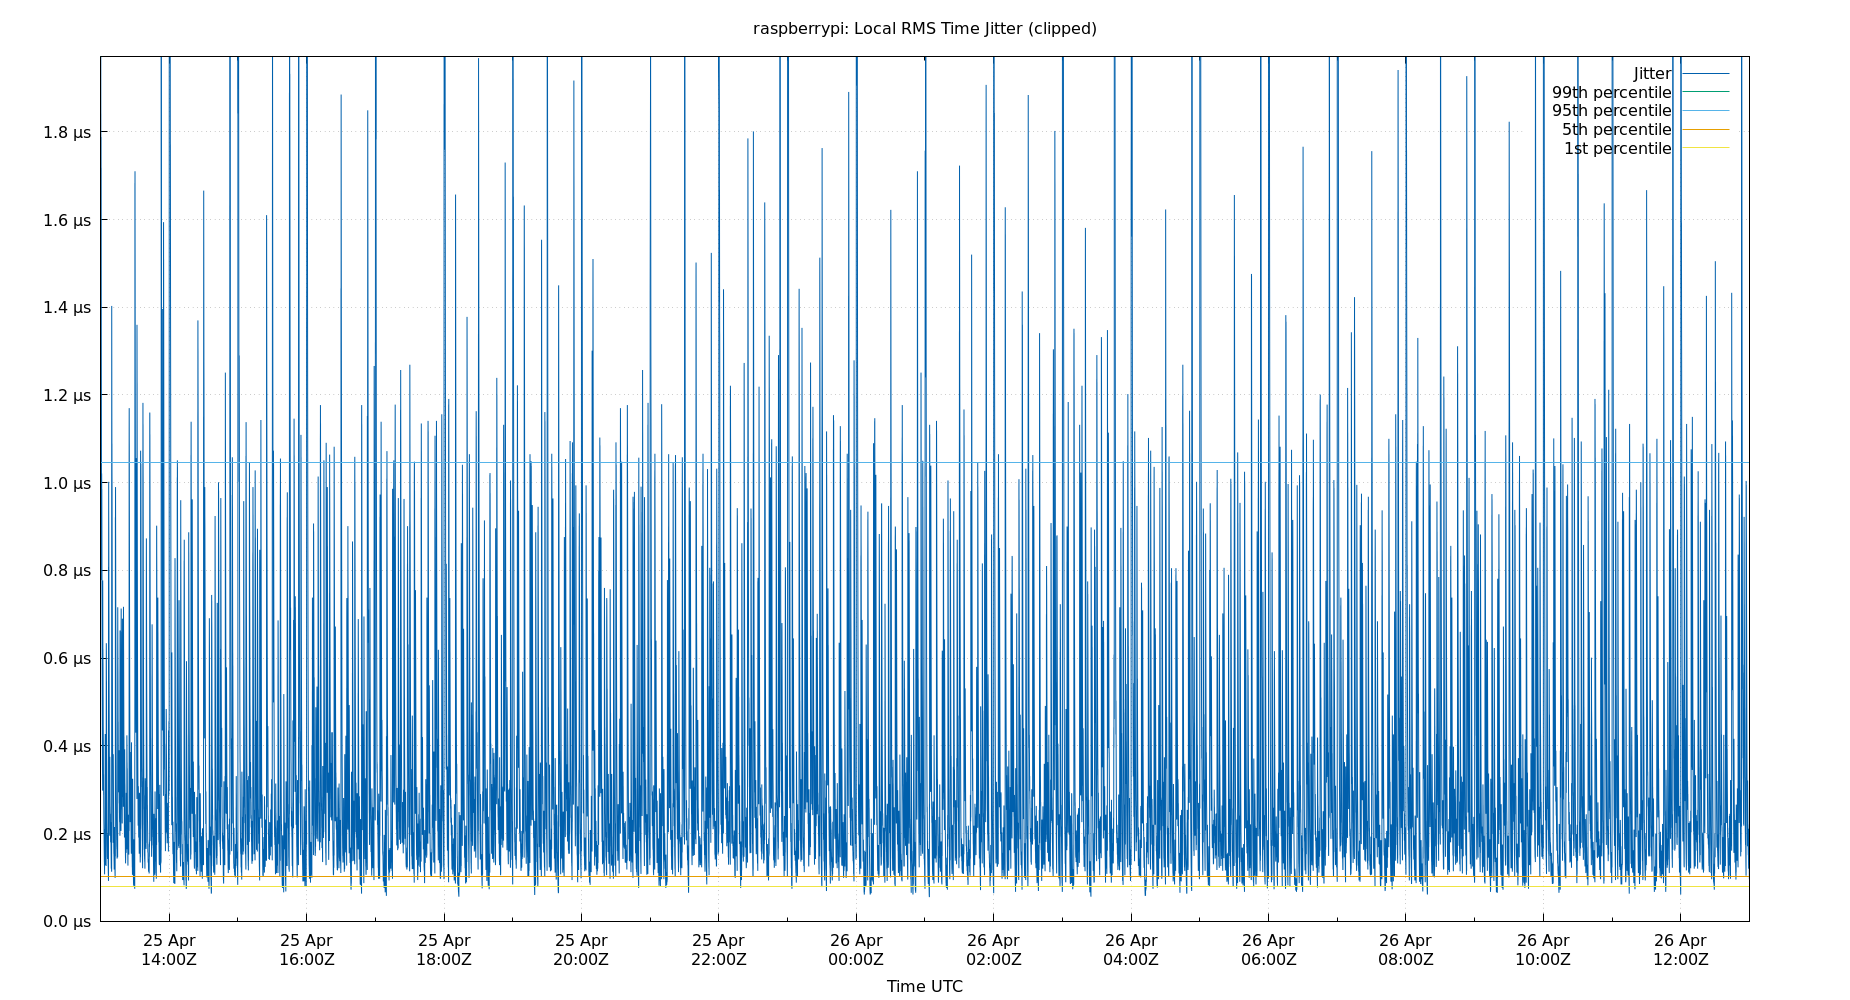 raspberrypi: Local RMS Time Jitter (clipped)
Jitter
99th percentile
95th percentile
5th percentile
1st percentile
1.8 µs
1.6 µs
1.4 µs
1.2 µs
1.0 µs
0.8 µs
0.6 µs
0.4 µs
0.2 µs
0.0 µs
25 Apr 25 Apr 25 Apr 25 Apr 25 Apr 26 Apr 26 Apr 26 Apr 26 Apr 26 Apr 26 Apr 26 Apr
14:00Z 16:00Z 18:00Z 20:00Z 22:00Z 00:00Z 02:00Z 04:00Z 06:00Z 08:00Z 10:00Z 12:00Z
Time UTC